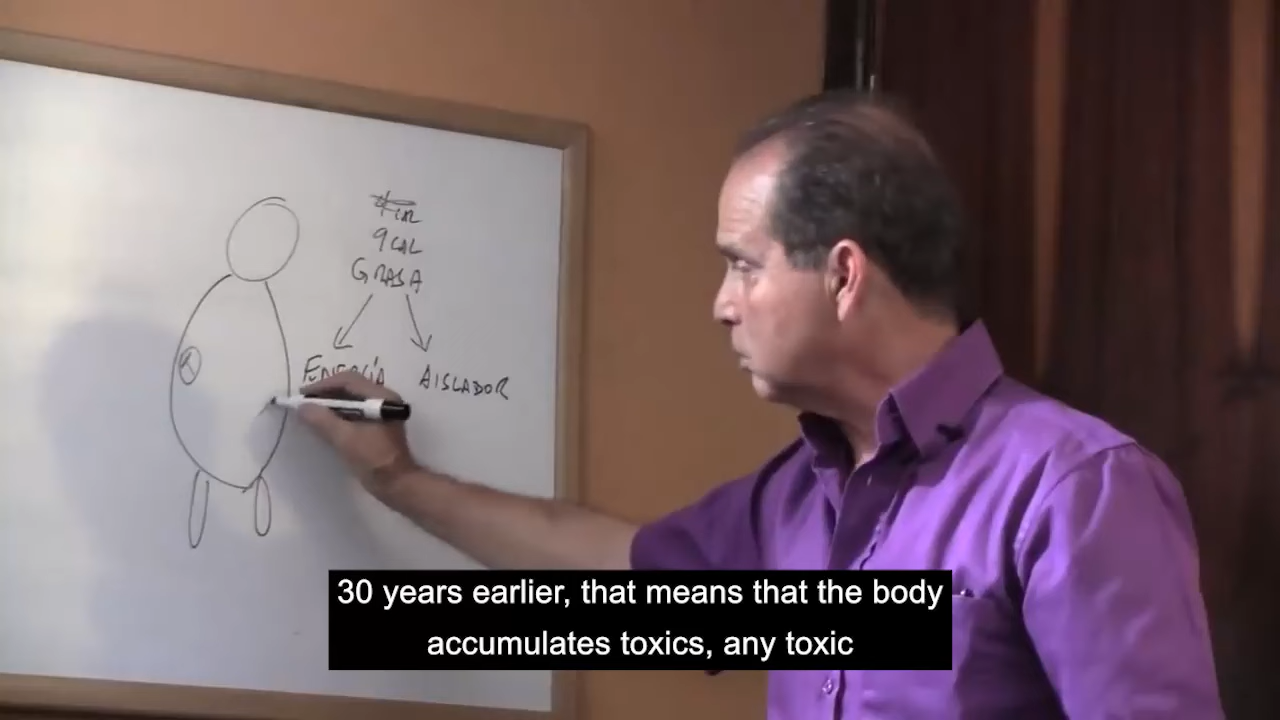 9 CAL
GRASA
ENERGÍA
AISLADOR
30 years earlier, that means that the body
accumulates toxics, any toxic